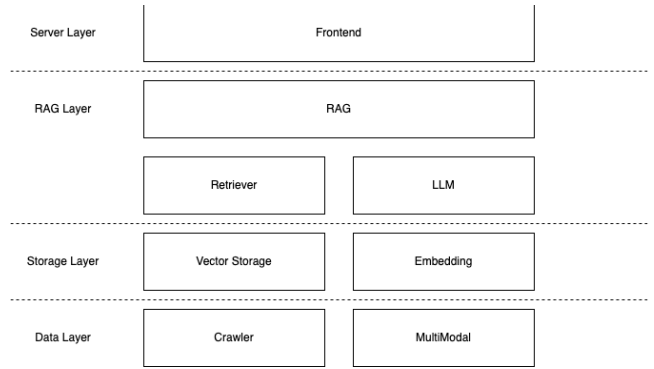 Server Layer
Frontend
RAG Layer
RAG
Retriever
LLM
Storage Layer
Vector Storage
Embedding
Data Layer
Crawler
MultiModal